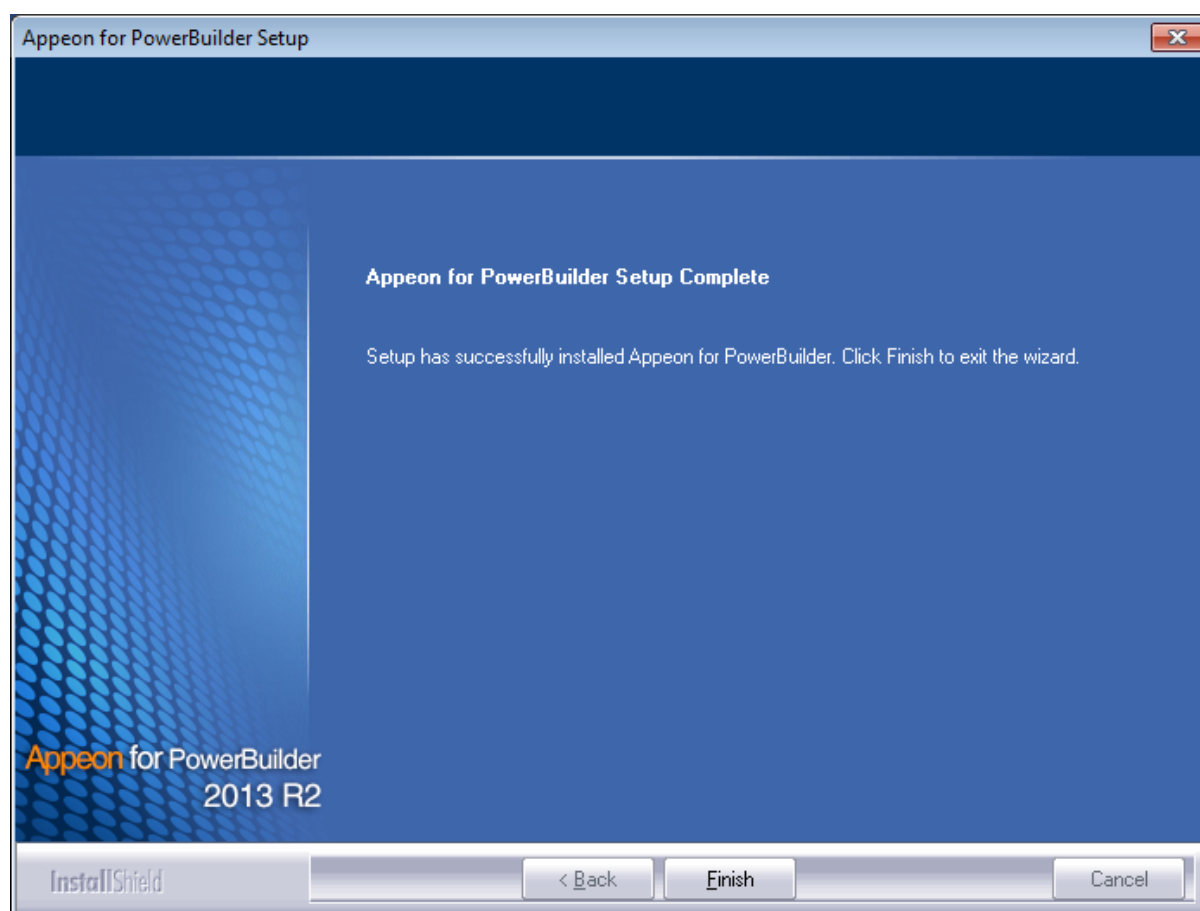 Appeon for PowerBuilder Setup
Appeon for PowerBuilder Setup Complete
Setup has successfully installed Appeon for PowerBuilder. Click Finish to exit the wizard.
Appeon for PowerBuilder
2013 R2
InstallShield
< Back
Finish
Cancel